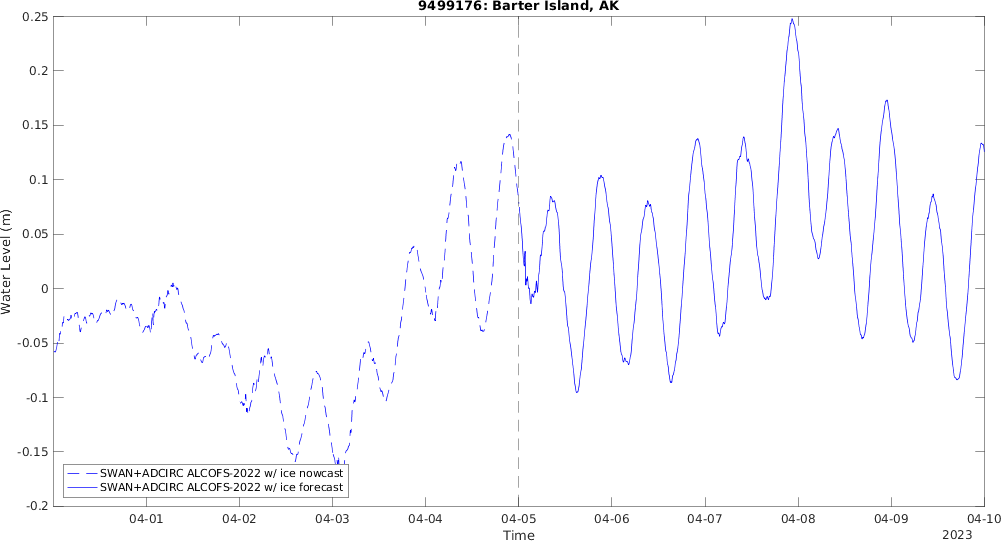 9499176: Barter Island, AK
0.25
0.2
0.15
0.1
0.05
0
-0.05
-0.1
-0.15
-0.2
Water Level (m)
SWAN+ADCIRC ALCOFS-2022 w/ ice nowcast
SWAN+ADCIRC ALCOFS-2022 w/ ice forecast
04-01 04-02 04-03 04-04 04-05 04-06 04-07 04-08 04-09 04-10
Time
2023